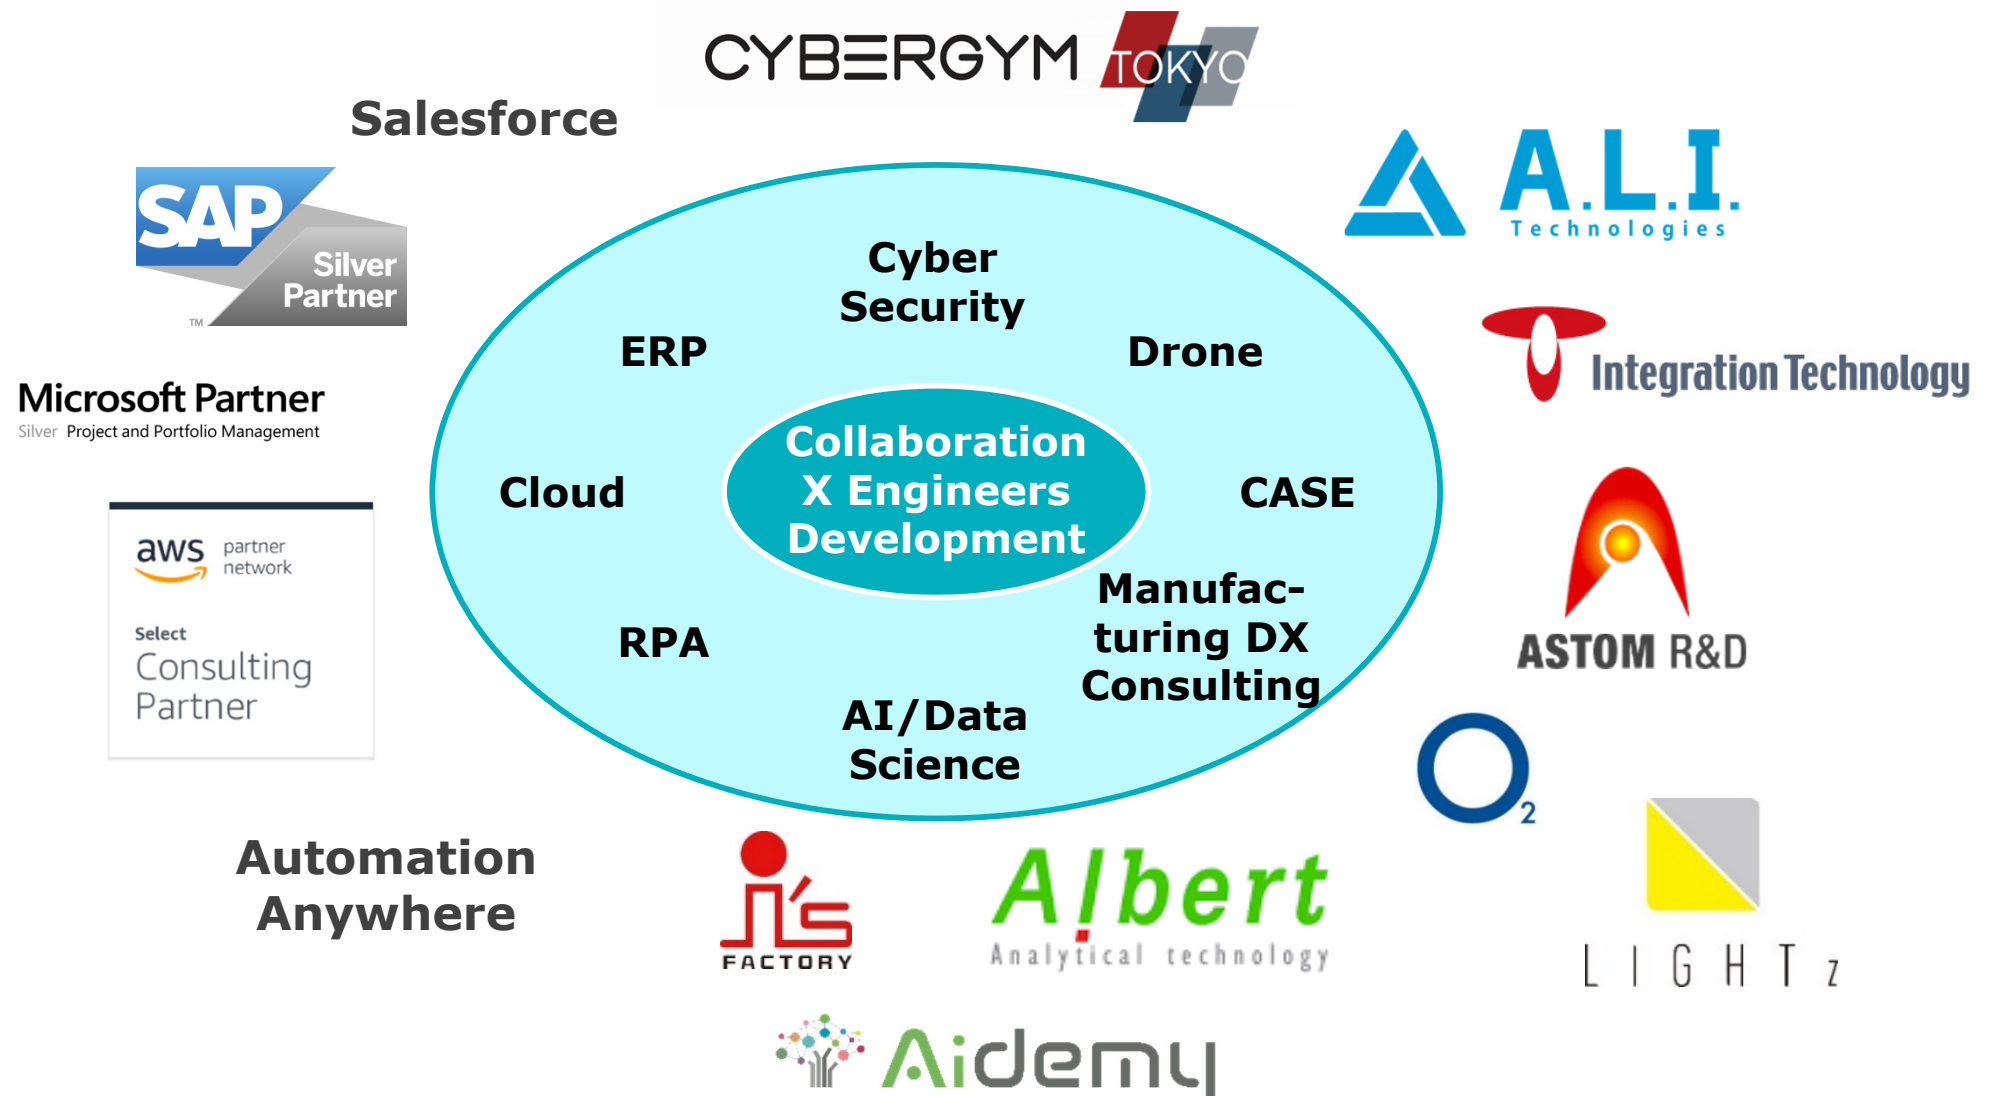 CYBERGYM TOKYO
Salesforce
SAP
Silver
Partner
TM
A.L.I.
Technologies
Cyber
Security
ERP
Drone
Integration Technology
Microsoft Partner
Silver Project and Portfolio Management
Collaboration
X Engineers
Development
Cloud
CASE
aws partner
network
Select
Consulting
Partner
ASTOM R&D
Manufac-
turing DX
Consulting
RPA
AI/Data
Science
O2
LIGHTz
Automation
Anywhere
i's
FACTORY
Albert
Analytical technology
Aidemy